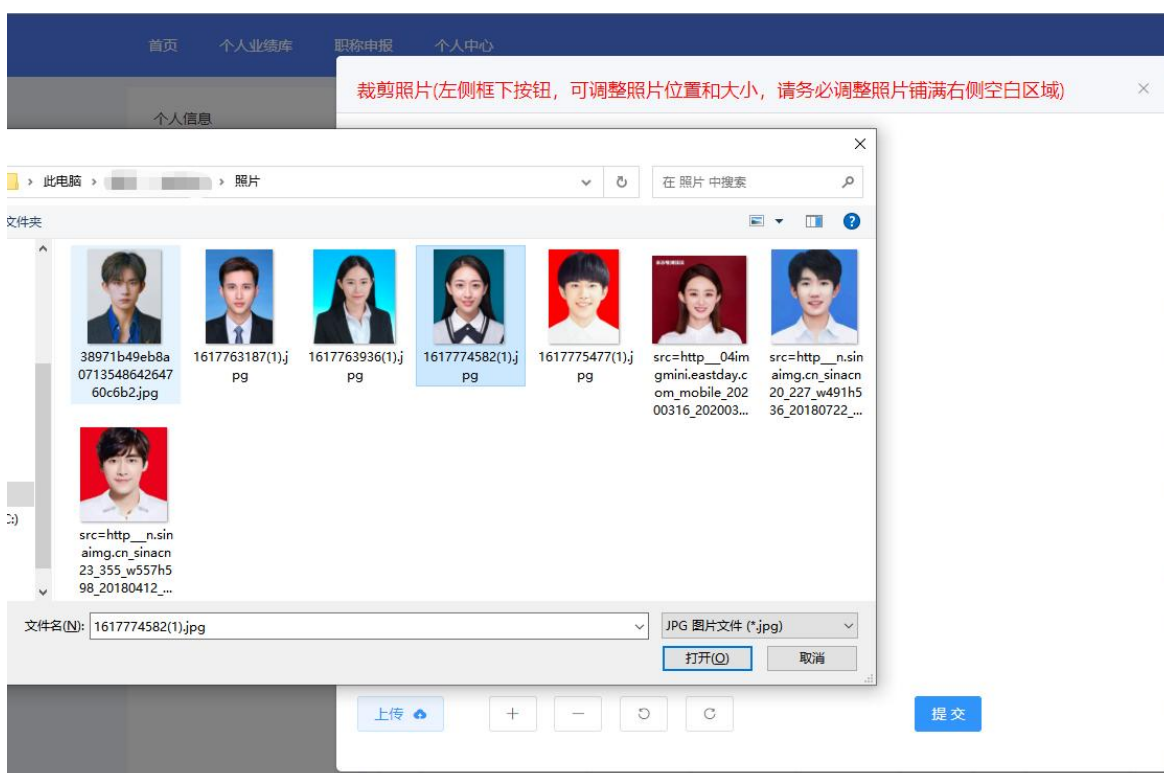 首页 个人业绩库 职称申报 个人中心
裁剪照片(左侧框下按钮，可调整照片位置和大小，请务必调整照片铺满右侧空白区域)
个人信息
此电脑 › › 照片
在 照片 中搜索
文件夹
38971b49eb8a
0713548642647
60c6b2.jpg
1617763187(1).j
pg
1617763936(1).j
pg
1617774582(1).j
pg
1617775477(1).j
pg
src=http__04im
gmini.eastday.c
om_mobile_202
00316_202003...
src=http__n.sin
aimg.cn_sinacn
20_227_w491h5
36_20180722_...
src=http__n.sin
aimg.cn_sinacn
23_355_w557h5
98_20180412_...
C:)
文件名(N): 1617774582(1).jpg
JPG 图片文件 (*.jpg)
打开(O) 取消
上传
提交